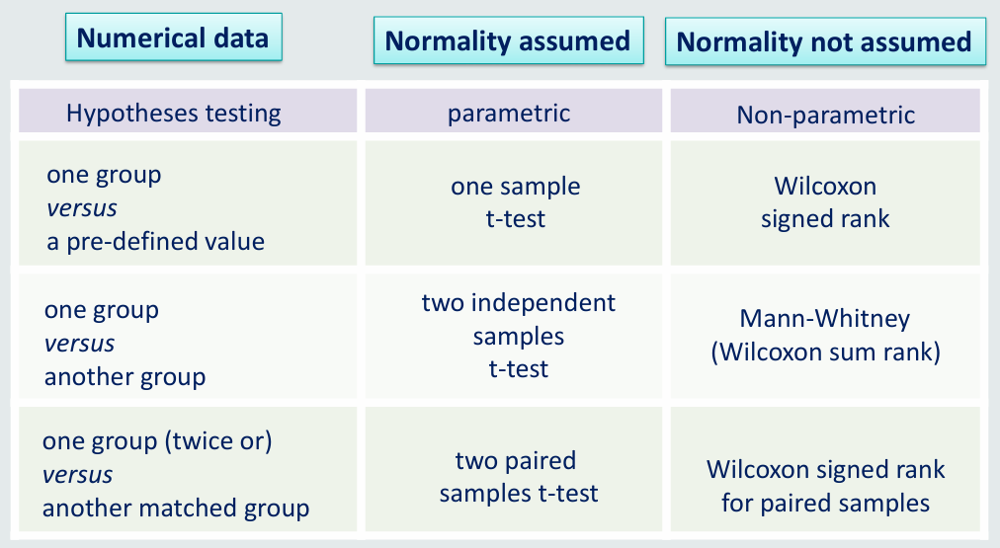 Numerical data
Normality assumed
Normality not assumed
Hypotheses testing
parametric
Non-parametric
one group
versus
a pre-defined value
one sample
t-test
Wilcoxon
signed rank
one group
versus
another group
two independent
samples
t-test
Mann-Whitney
(Wilcoxon sum rank)
one group (twice or)
versus
another matched group
two paired
samples t-test
Wilcoxon signed rank
for paired samples